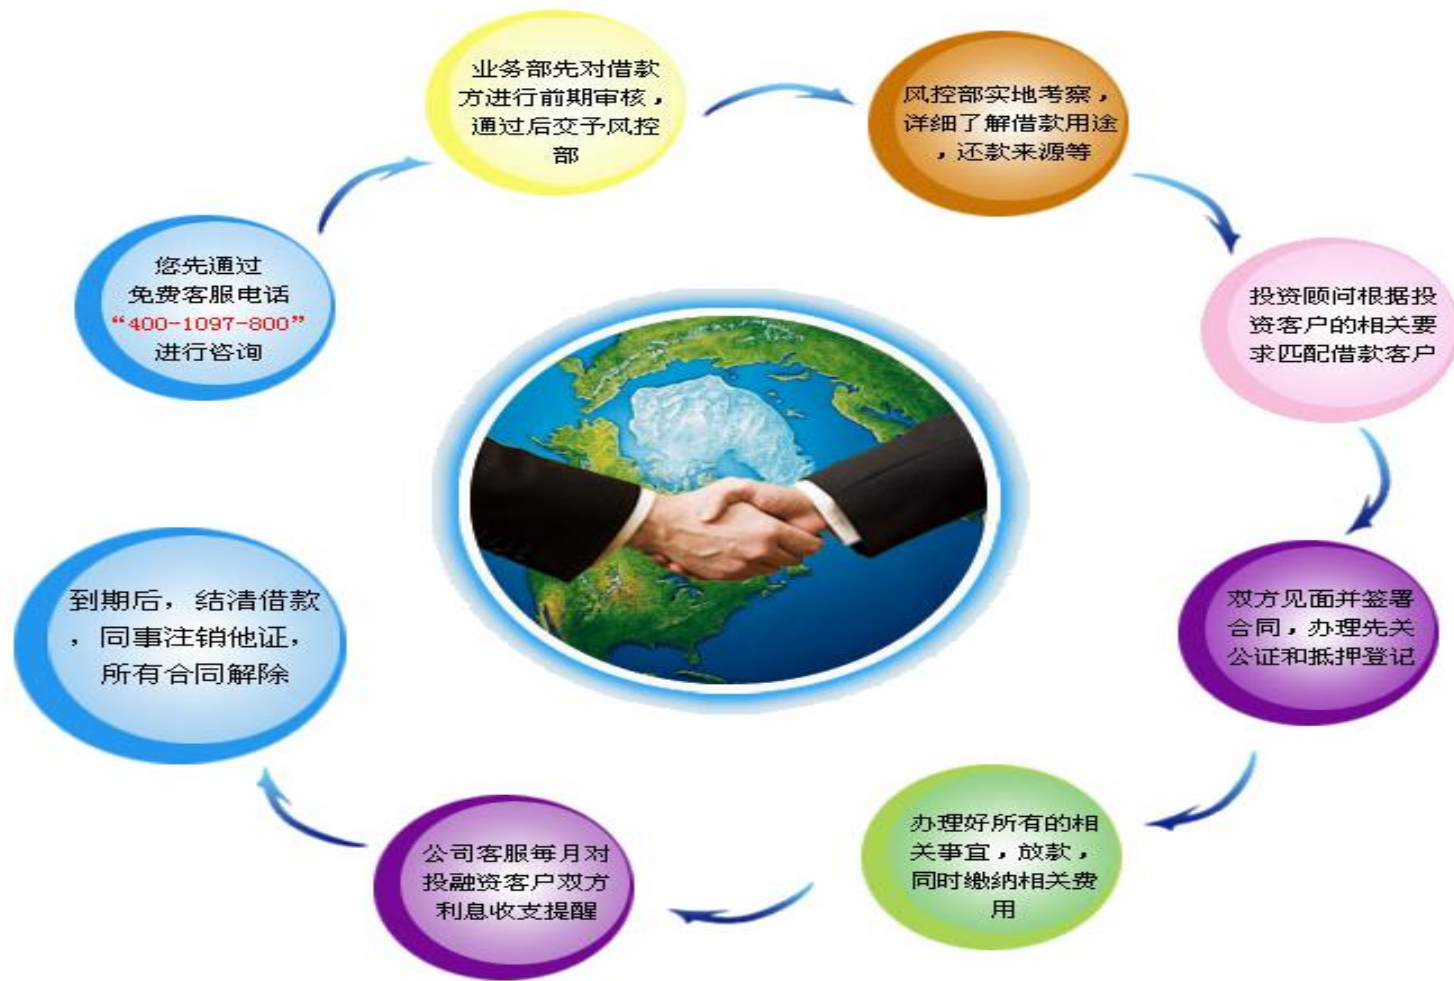 您先通过
免费客服电话
“400-1097-800”
进行咨询
业务部先对借款
方进行前期审核，
通过后交予风控
部
风控部实地考察，
详细了解借款用途
，还款来源等
投资顾问根据投
资客户的相关要
求匹配借款客户
双方见面并签署
合同，办理先关
公证和抵押登记
办理好所有的相
关事宜，放款，
同时缴纳相关费
用
公司客服每月对
投融资客户双方
利息收支提醒
到期后，结清借款
，同事注销他证，
所有合同解除